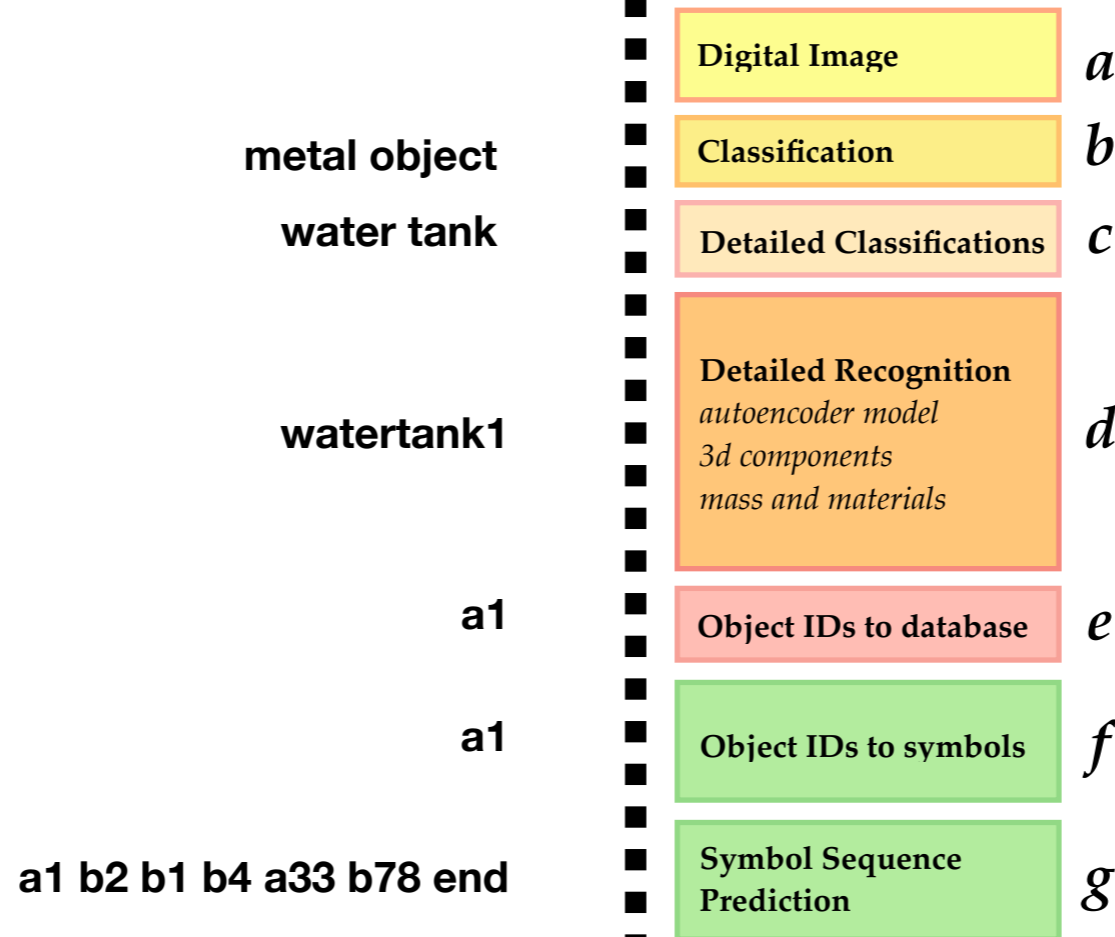 Digital Image
a
metal object
Classification
b
water tank
Detailed Classifications
c
watertank1
Detailed Recognition
autoencoder model
3d components
mass and materials
d
a1
Object IDs to database
e
a1
Object IDs to symbols
f
a1 b2 b1 b4 a33 b78 end
Symbol Sequence
Prediction
g